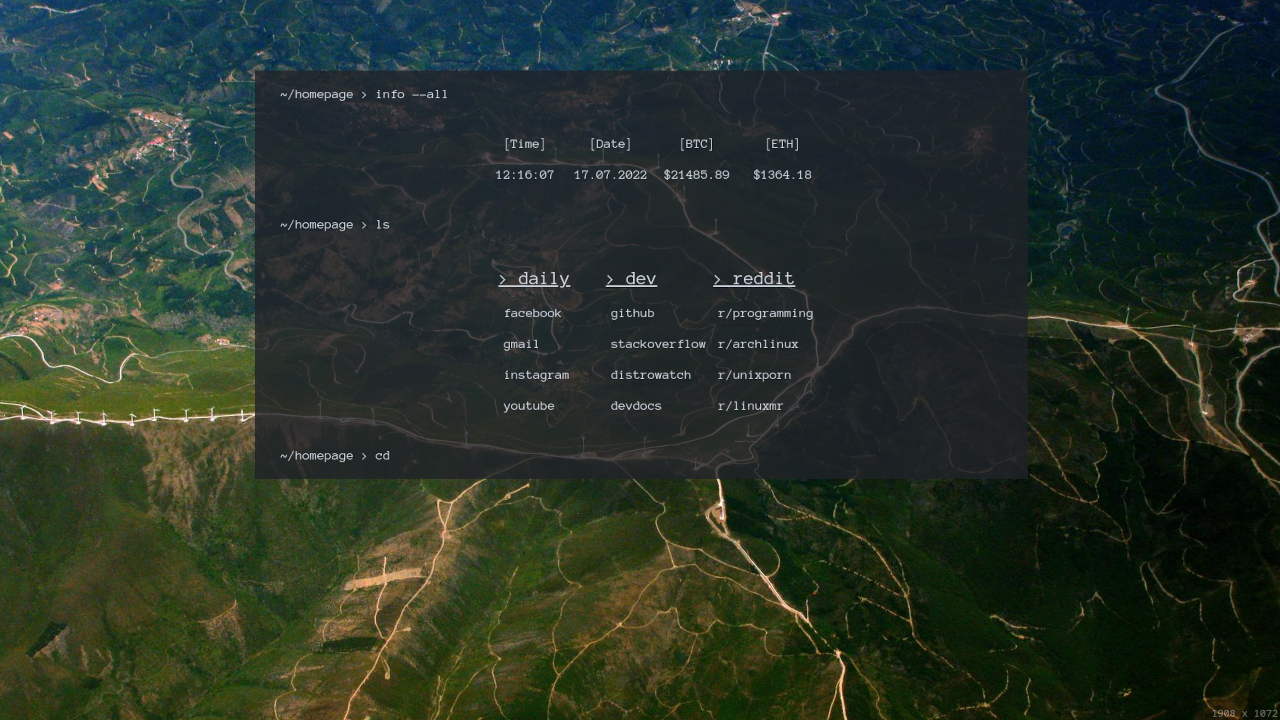 ~/homepage > info --all
[Time] [Date] [BTC] [ETH]
12:16:07 17.07.2022 $21485.89 $1364.18
~/homepage > ls
> daily > dev > reddit
facebook github r/programming
gmail stackoverflow r/archlinux
instagram distrowatch r/unixporn
youtube devdocs r/linuxmr
~/homepage > cd
1908 x 1072